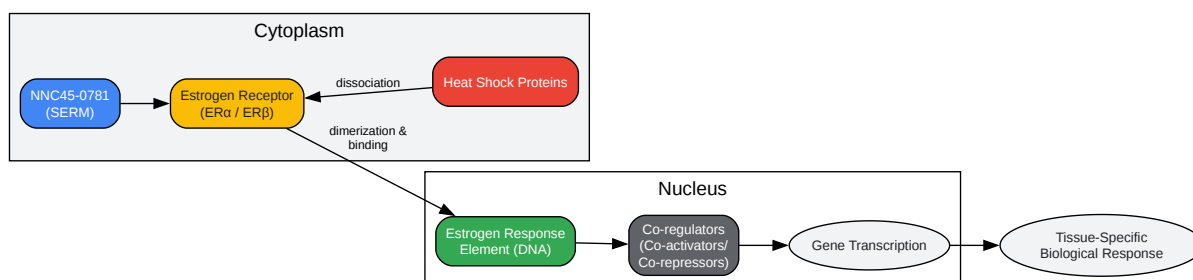 Cytoplasm
NNC45-0781
(SERM)
Estrogen Receptor
(ERα / ERβ)
dissociation
Heat Shock Proteins
dimerization &
binding
Nucleus
Estrogen Response
Element (DNA)
Co-regulators
(Co-activators/
Co-repressors)
Gene Transcription
Tissue-Specific
Biological Response